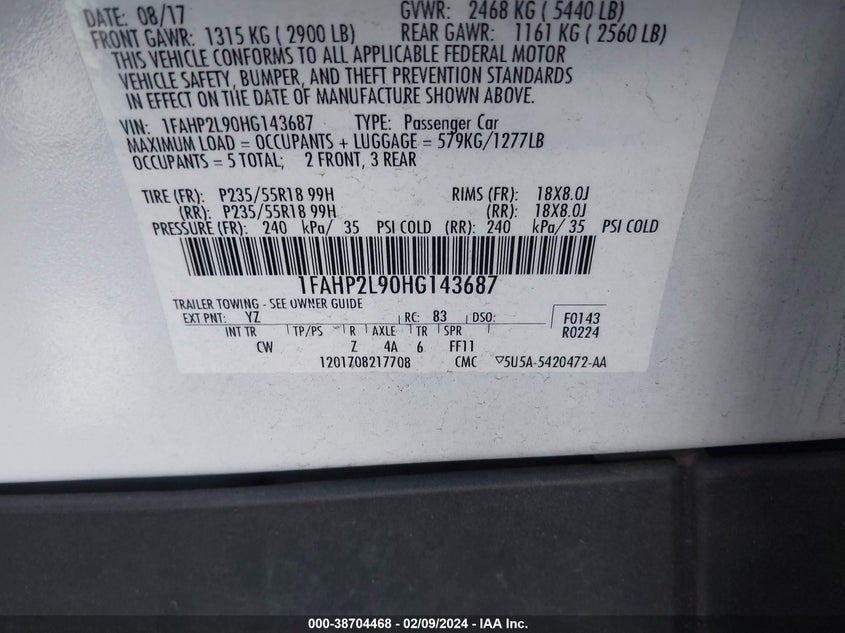 DATE: 08/17 GVWR: 2468 KG ( 5440 LB)
FRONT GAWR: 1315 KG ( 2900 LB) REAR GAWR: 1161 KG ( 2560 LB)
THIS VEHICLE CONFORMS TO ALL APPLICABLE FEDERAL MOTOR
VEHICLE SAFETY, BUMPER, AND THEFT PREVENTION STANDARDS
IN EFFECT ON THE DATE OF MANUFACTURE SHOWN ABOVE.
VIN: 1FAHP2L90HG143687 TYPE: Passenger Car
MAXIMUM LOAD = OCCUPANTS + LUGGAGE = 579KG/1277LB
OCCUPANTS = 5 TOTAL; 2 FRONT, 3 REAR
TIRE (FR): P235/55R18 99H RIMS (FR): 18X8.0J
(RR): P235/55R18 99H (RR): 18X8.0J
PRESSURE (FR): 240 kPa/ 35 PSI COLD (RR): 240 kPa/ 35 PSI COLD
1FAHP2L90HG143687
TRAILER TOWING - SEE OWNER GUIDE
EXT PNT: YZ RC: 83 DSO: F0143
INT TR TP/PS R AXLE TR SPR R0224
CW Z 4A 6 FF11
1201708217708 CMC 5U5A-5420472-AA
000-38704468 - 02/09/2024 - IAA Inc.